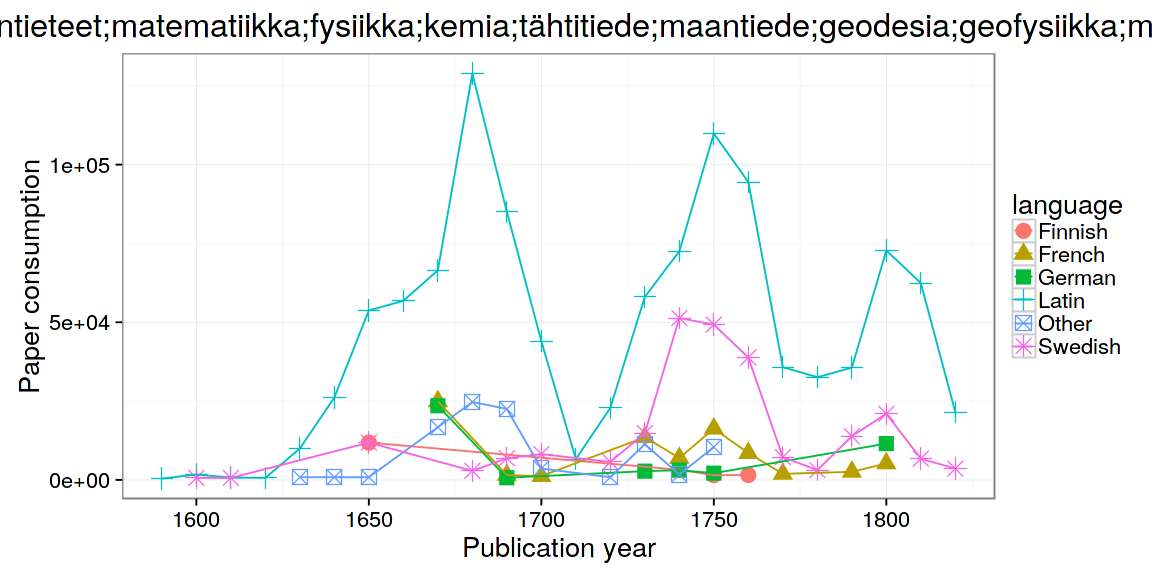 ntieteet;matematiikka;fysiikka;kemia;tähtitiede;maantiede;geodesia;geofysiikka;m
1e+05
5e+04
0e+00
Paper consumption
1600 1650 1700 1750 1800
Publication year
language
Finnish
French
German
Latin
Other
Swedish